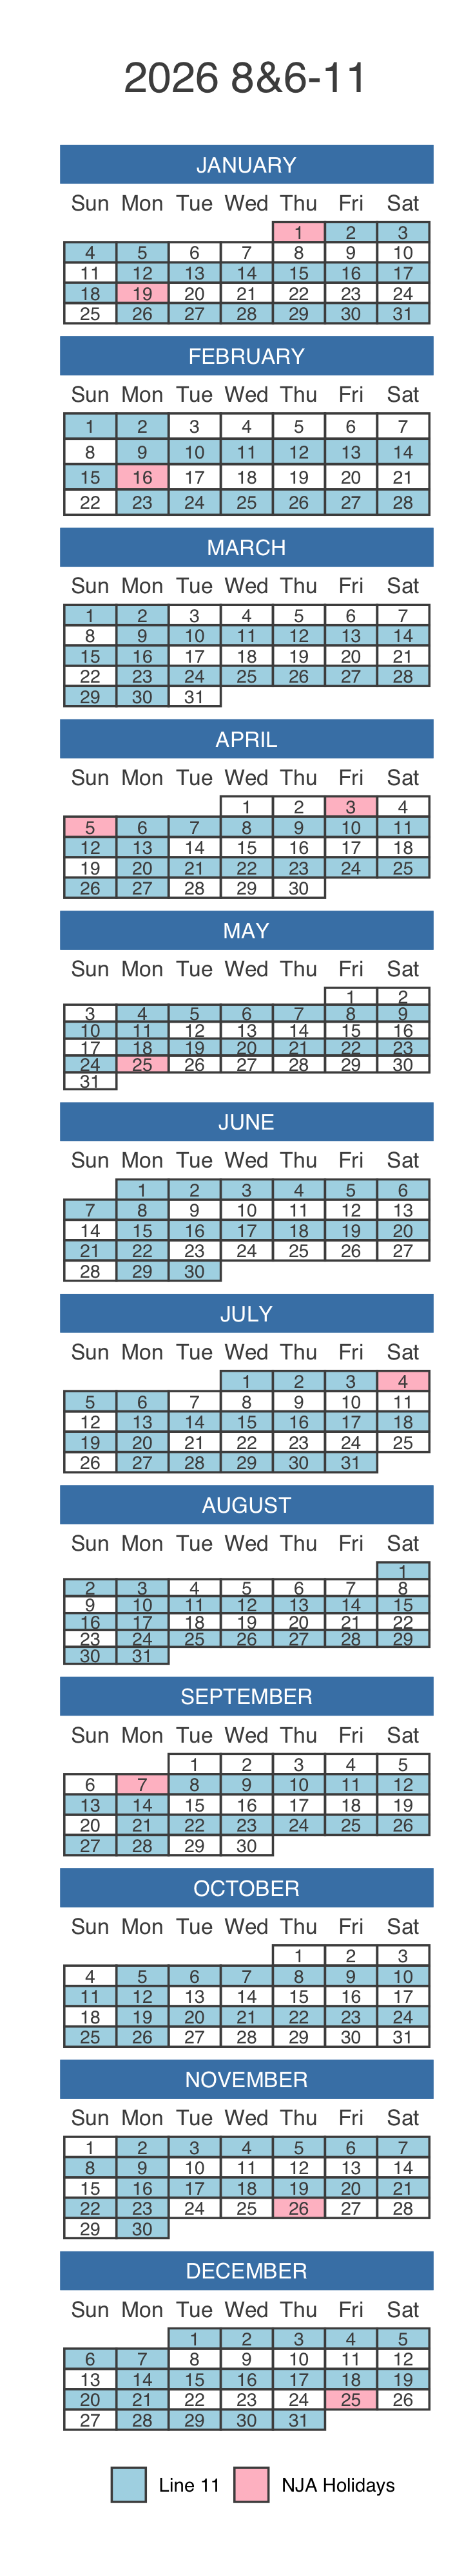 2026 8&6-11
JANUARY
Sun Mon Tue Wed Thu Fri Sat
1 2 3
4 5 6 7 8 9 10
11 12 13 14 15 16 17
18 19 20 21 22 23 24
25 26 27 28 29 30 31
FEBRUARY
Sun Mon Tue Wed Thu Fri Sat
1 2 3 4 5 6 7
8 9 10 11 12 13 14
15 16 17 18 19 20 21
22 23 24 25 26 27 28
MARCH
Sun Mon Tue Wed Thu Fri Sat
1 2 3 4 5 6 7
8 9 10 11 12 13 14
15 16 17 18 19 20 21
22 23 24 25 26 27 28
29 30 31
APRIL
Sun Mon Tue Wed Thu Fri Sat
1 2 3 4
5 6 7 8 9 10 11
12 13 14 15 16 17 18
19 20 21 22 23 24 25
26 27 28 29 30
MAY
Sun Mon Tue Wed Thu Fri Sat
1 2
3 4 5 6 7 8 9
10 11 12 13 14 15 16
17 18 19 20 21 22 23
24 25 26 27 28 29 30
31
JUNE
Sun Mon Tue Wed Thu Fri Sat
1 2 3 4 5 6
7 8 9 10 11 12 13
14 15 16 17 18 19 20
21 22 23 24 25 26 27
28 29 30
JULY
Sun Mon Tue Wed Thu Fri Sat
1 2 3 4
5 6 7 8 9 10 11
12 13 14 15 16 17 18
19 20 21 22 23 24 25
26 27 28 29 30 31
AUGUST
Sun Mon Tue Wed Thu Fri Sat
1
2 3 4 5 6 7 8
9 10 11 12 13 14 15
16 17 18 19 20 21 22
23 24 25 26 27 28 29
30 31
SEPTEMBER
Sun Mon Tue Wed Thu Fri Sat
1 2 3 4 5
6 7 8 9 10 11 12
13 14 15 16 17 18 19
20 21 22 23 24 25 26
27 28 29 30
OCTOBER
Sun Mon Tue Wed Thu Fri Sat
1 2 3
4 5 6 7 8 9 10
11 12 13 14 15 16 17
18 19 20 21 22 23 24
25 26 27 28 29 30 31
NOVEMBER
Sun Mon Tue Wed Thu Fri Sat
1 2 3 4 5 6 7
8 9 10 11 12 13 14
15 16 17 18 19 20 21
22 23 24 25 26 27 28
29 30
DECEMBER
Sun Mon Tue Wed Thu Fri Sat
1 2 3 4 5
6 7 8 9 10 11 12
13 14 15 16 17 18 19
20 21 22 23 24 25 26
27 28 29 30 31
Line 11 NJA Holidays